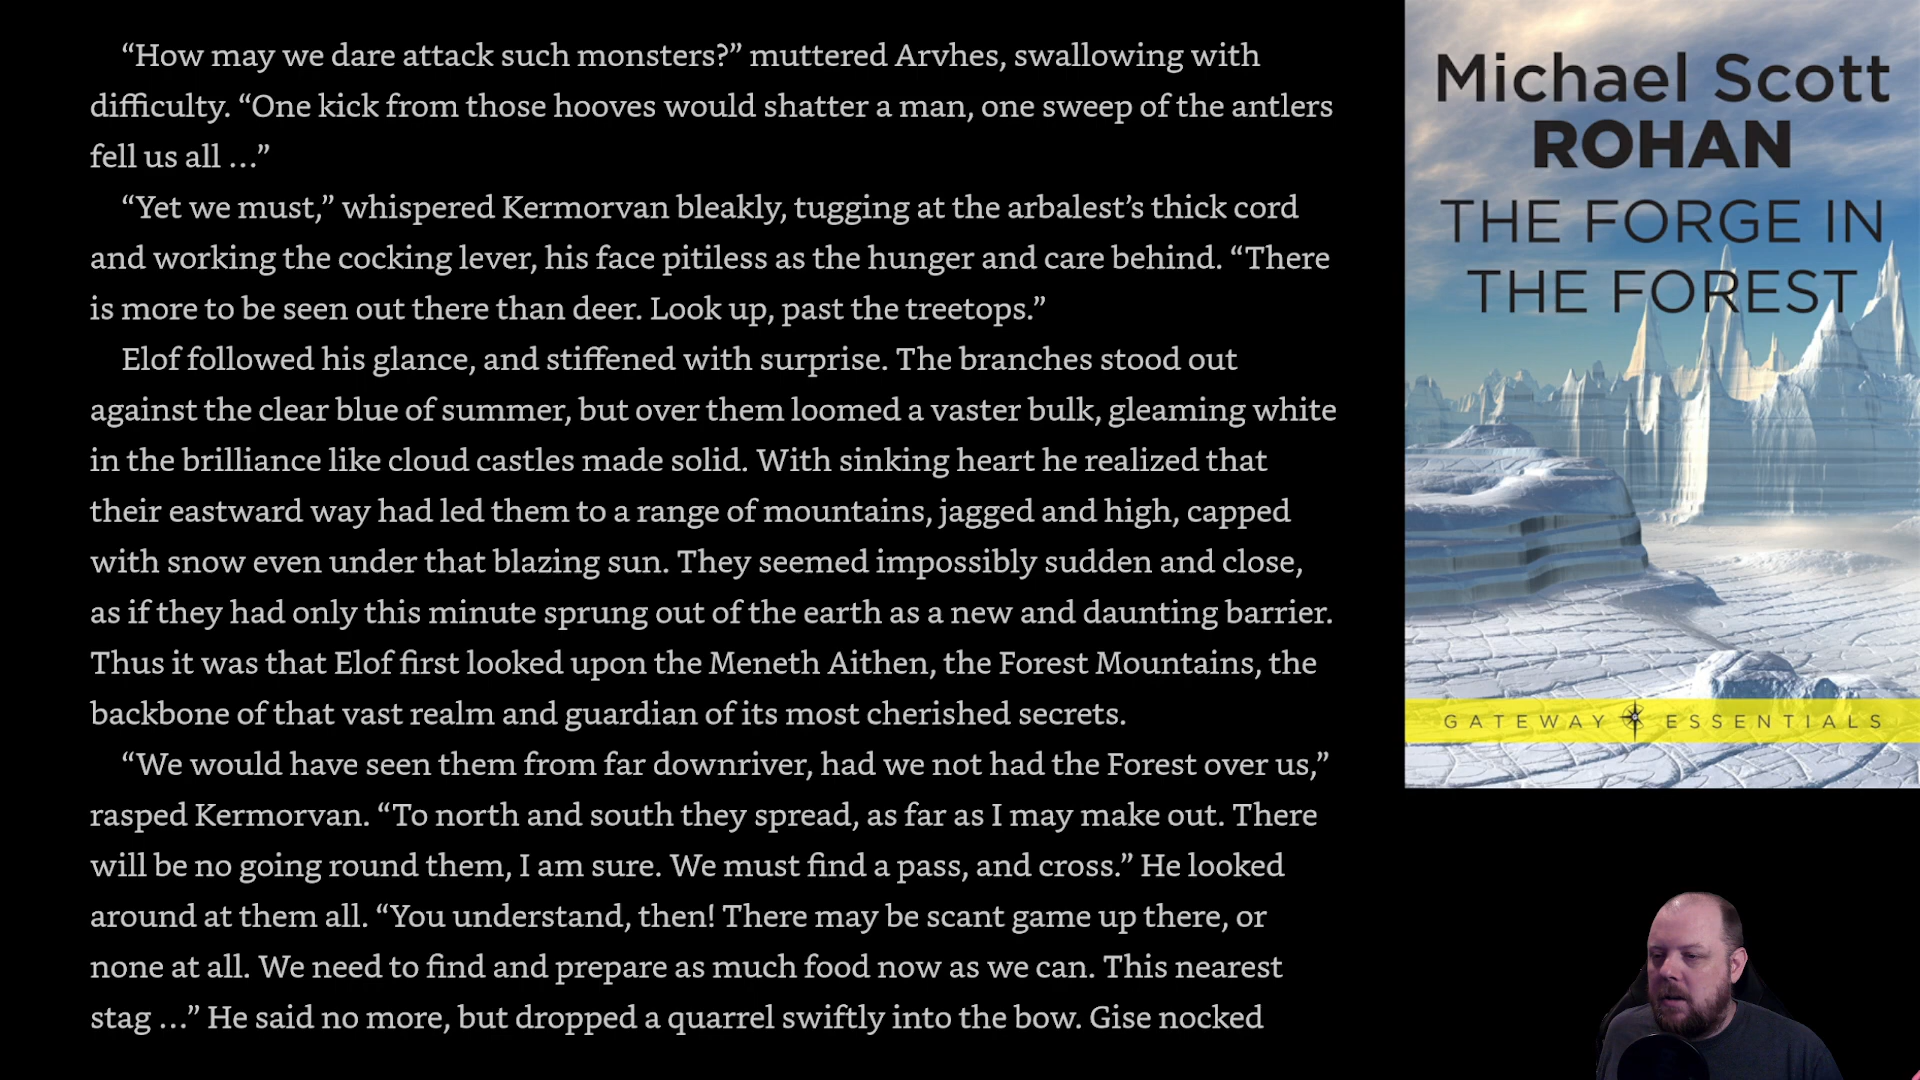 “How may we dare attack such monsters?” muttered Arvhes, swallowing with
difficulty. “One kick from those hooves would shatter a man, one sweep of the antlers
fell us all …”
“Yet we must,” whispered Kermorvan bleakly, tugging at the arbalest’s thick cord
and working the cocking lever, his face pitiless as the hunger and care behind. “There
is more to be seen out there than deer. Look up, past the treetops.”
Elof followed his glance, and stiffened with surprise. The branches stood out
against the clear blue of summer, but over them loomed a vaster bulk, gleaming white
in the brilliance like cloud castles made solid. With sinking heart he realized that
their eastward way had led them to a range of mountains, jagged and high, capped
with snow even under that blazing sun. They seemed impossibly sudden and close,
as if they had only this minute sprung out of the earth as a new and daunting barrier.
Thus it was that Elof first looked upon the Meneth Aithen, the Forest Mountains, the
backbone of that vast realm and guardian of its most cherished secrets.
“We would have seen them from far downriver, had we not had the Forest over us,”
rasped Kermorvan. “To north and south they spread, as far as I may make out. There
will be no going round them, I am sure. We must find a pass, and cross.” He looked
around at them all. “You understand, then! There may be scant game up there, or
none at all. We need to find and prepare as much food now as we can. This nearest
stag …” He said no more, but dropped a quarrel swiftly into the bow. Gise nocked
Michael Scott
ROHAN
THE FORGE IN
THE FOREST
GATEWAY ESSENTIALS